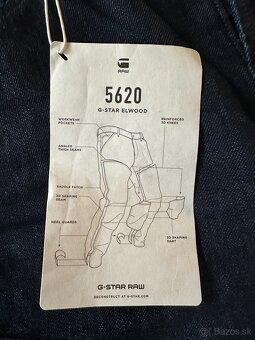 G
RAW
5620
G-STAR ELWOOD
WORKWEAR
POCKETS
REINFORCED
3D KNEES
ANGLED
THIGH SEAMS
SADDLE PATCH
3D SHAPING
SEAM
HEEL GUARDS
3D SHAPING
DART
G-STAR RAW
DECONSTRUCT AT G-STAR.COM
sk.bazos.sk